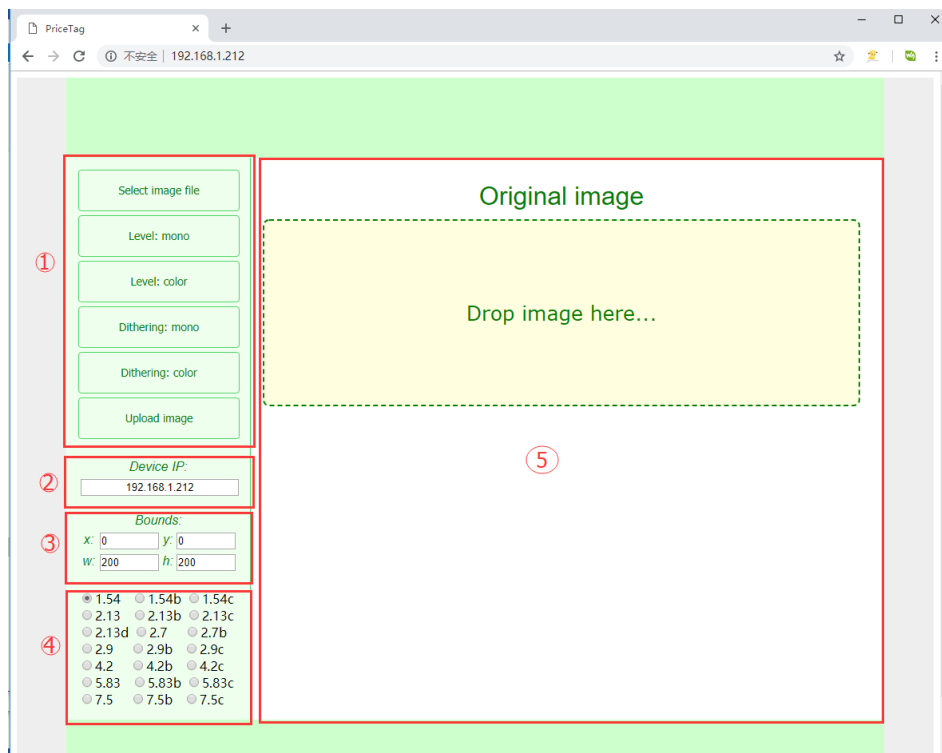 PriceTag
不安全 192.168.1.212
Select image file
Level: mono
Level: color
Dithering: mono
Dithering: color
Upload image
①
Device IP:
192.168.1.212
②
Bounds:
x: 0 y: 0
w: 200 h: 200
③
1.54 1.54b 1.54c
2.13 2.13b 2.13c
2.13d 2.7 2.7b
2.9 2.9b 2.9c
4.2 4.2b 4.2c
5.83 5.83b 5.83c
7.5 7.5b 7.5c
④
Original image
Drop image here...
⑤